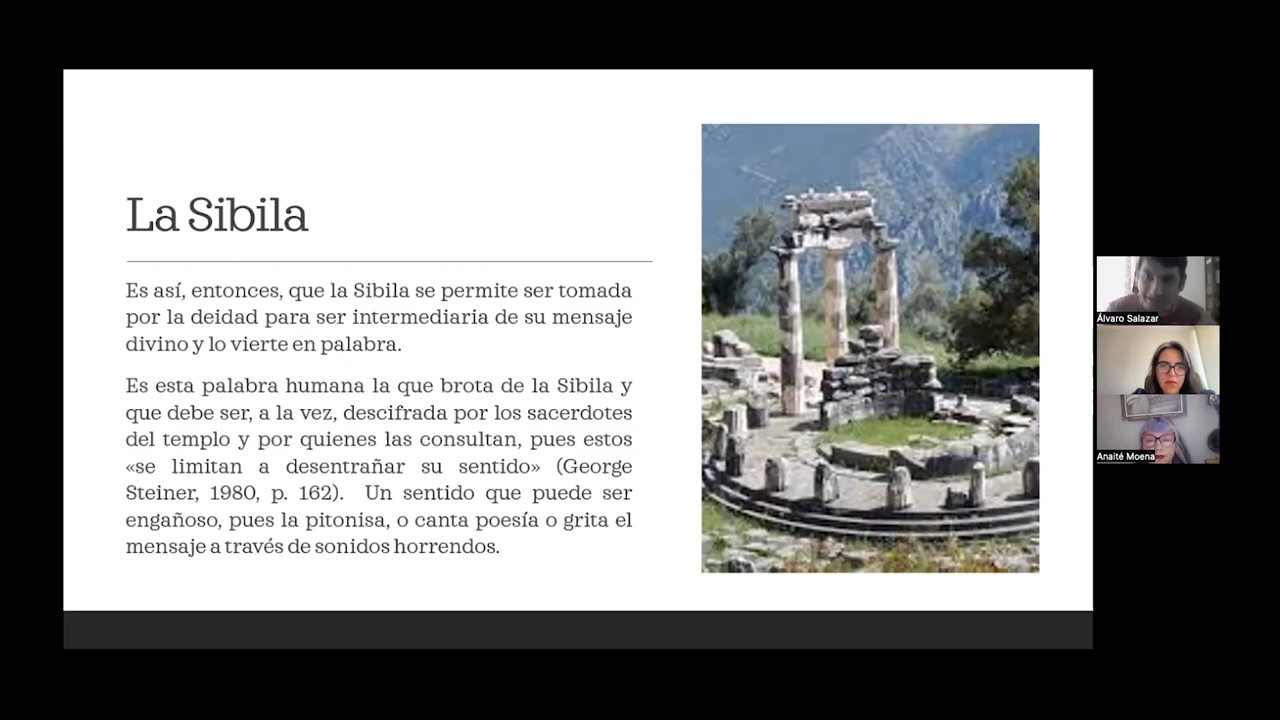 La Sibila
Es así, entonces, que la Sibila se permite ser tomada
por la deidad para ser intermediaria de su mensaje
divino y lo vierte en palabra.
Es esta palabra humana la que brota de la Sibila y
que debe ser, a la vez, descifrada por los sacerdotes
del templo y por quienes las consultan, pues estos
«se limitan a desentrañar su sentido» (George
Steiner, 1980, p. 162). Un sentido que puede ser
engañoso, pues la pitonisa, o canta poesía o grita el
mensaje a través de sonidos horrendos.
Álvaro Salazar
Anaité Moena